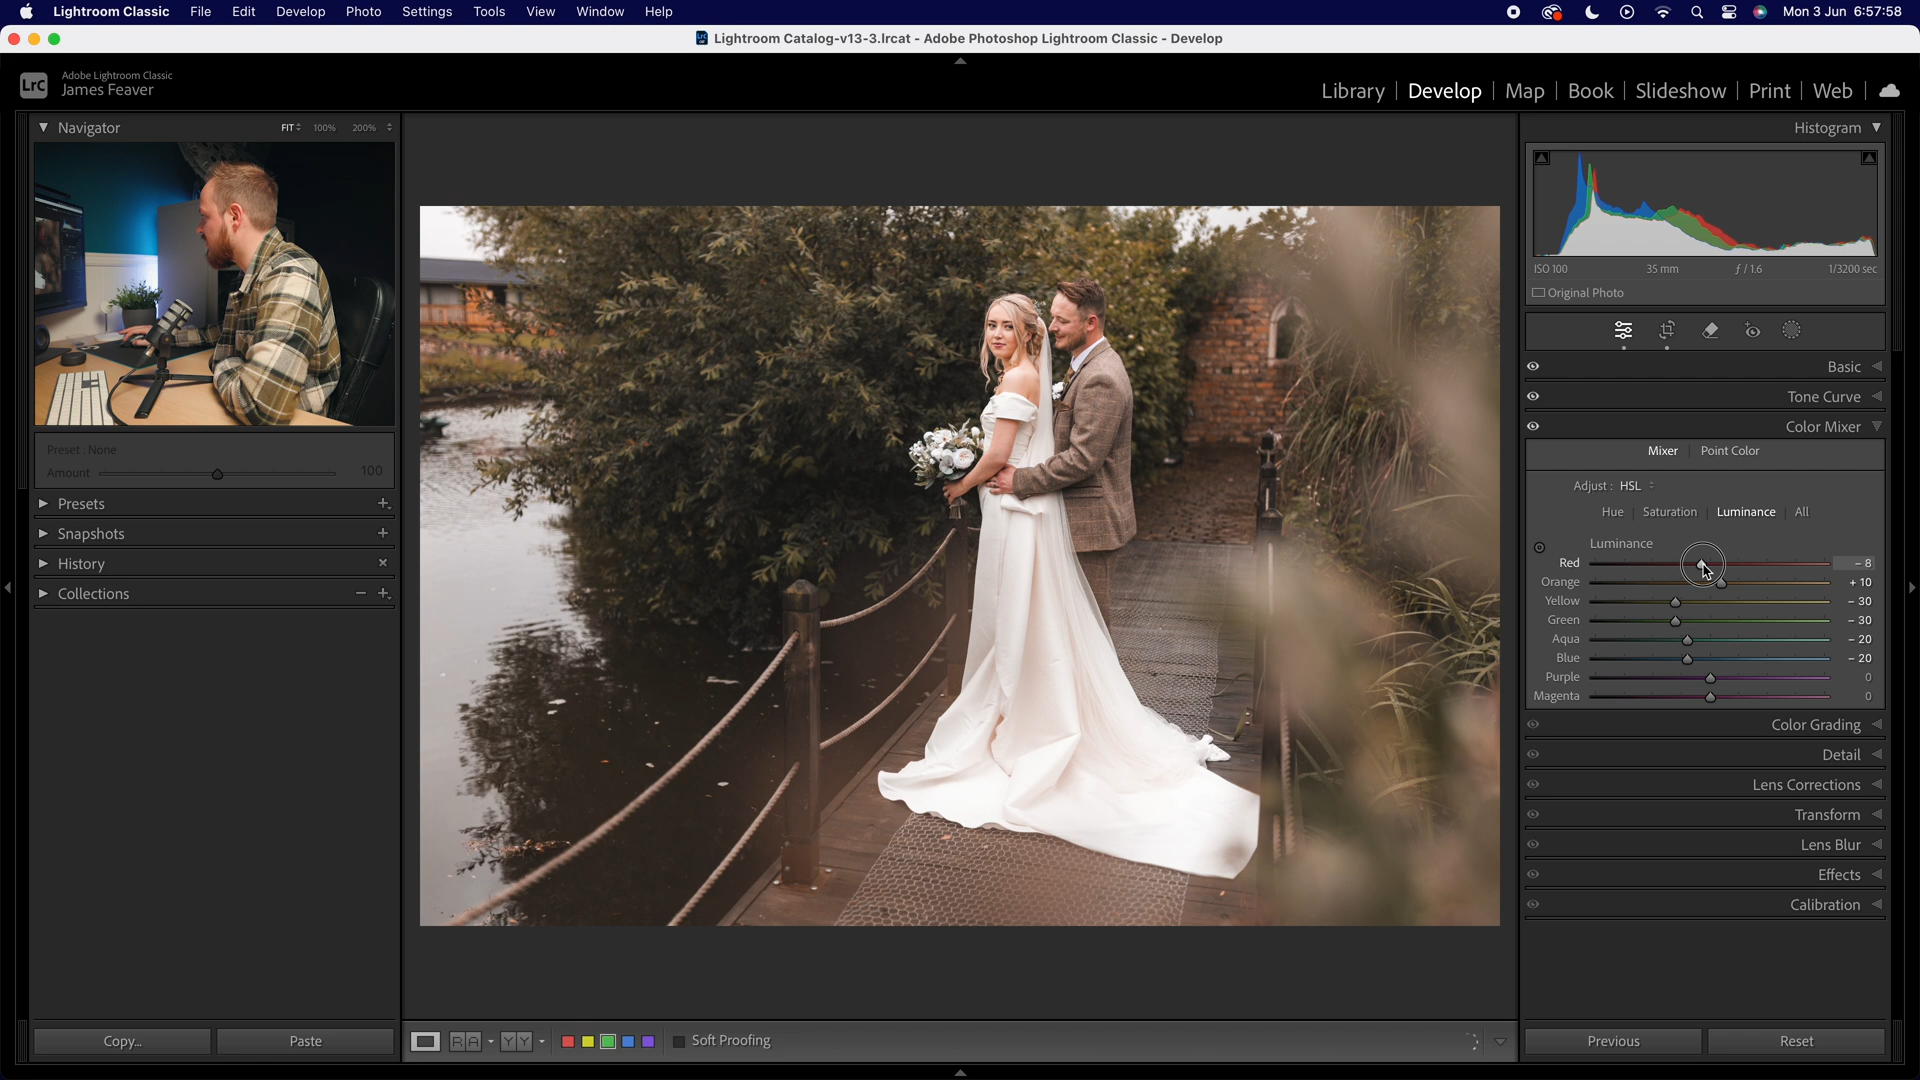 Lightroom Classic File Edit Develop Photo Settings Tools View Window Help Mon 3 Jun 6:57:58
Lightroom Catalog-v13-3.lrcat - Adobe Photoshop Lightroom Classic - Develop
LrC Adobe Lightroom Classic
James Feaver
Library Develop Map Book Slideshow Print Web
Navigator FIT 100% 200%
Preset : None
Amount 100
Presets
Snapshots
History
Collections
Copy... Paste
Soft Proofing
Histogram
ISO 100 35 mm ƒ / 1.6 1/3200 sec
Original Photo
Basic
Tone Curve
Color Mixer
Mixer Point Color
Adjust : HSL
Hue Saturation Luminance All
Luminance
Red – 8
Orange + 10
Yellow – 30
Green – 30
Aqua – 20
Blue – 20
Purple 0
Magenta 0
Color Grading
Detail
Lens Corrections
Transform
Lens Blur
Effects
Calibration
Previous Reset